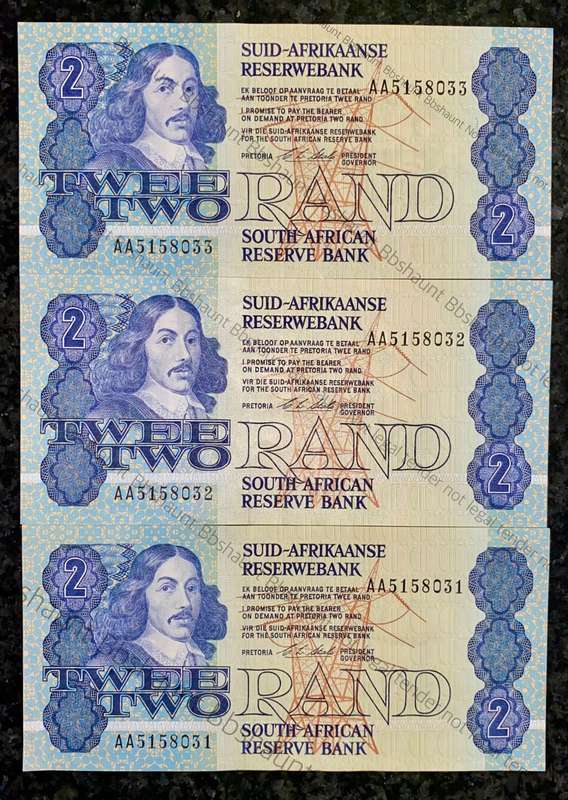 2
SUID-AFRIKAANSE
RESERWEBANK
EK BELOOF OP AANVRAAG TE BETAAL
AAN TOONDER TE PRETORIA TWEE RAND
AA5158033
I PROMISE TO PAY THE BEARER
ON DEMAND AT PRETORIA TWO RAND
VIR DIE SUID-AFRIKAANSE RESERWEBANK
FOR THE SOUTH AFRICAN RESERVE BANK
PRETORIA
PRESIDENT
GOVERNOR
TWEE
TWO
RAND
2
AA5158033
SOUTH AFRICAN
RESERVE BANK
2
SUID-AFRIKAANSE
RESERWEBANK
EK BELOOF OP AANVRAAG TE BETAAL
AAN TOONDER TE PRETORIA TWEE RAND
AA5158032
I PROMISE TO PAY THE BEARER
ON DEMAND AT PRETORIA TWO RAND
VIR DIE SUID-AFRIKAANSE RESERWEBANK
FOR THE SOUTH AFRICAN RESERVE BANK
PRETORIA
PRESIDENT
GOVERNOR
TWEE
TWO
RAND
2
AA5158032
SOUTH AFRICAN
RESERVE BANK
2
SUID-AFRIKAANSE
RESERWEBANK
EK BELOOF OP AANVRAAG TE BETAAL
AAN TOONDER TE PRETORIA TWEE RAND
AA5158031
I PROMISE TO PAY THE BEARER
ON DEMAND AT PRETORIA TWO RAND
VIR DIE SUID-AFRIKAANSE RESERWEBANK
FOR THE SOUTH AFRICAN RESERVE BANK
PRETORIA
PRESIDENT
GOVERNOR
TWEE
TWO
RAND
2
AA5158031
SOUTH AFRICAN
RESERVE BANK
Bbshaunt Bbshaunt Not legal tender not legal tender